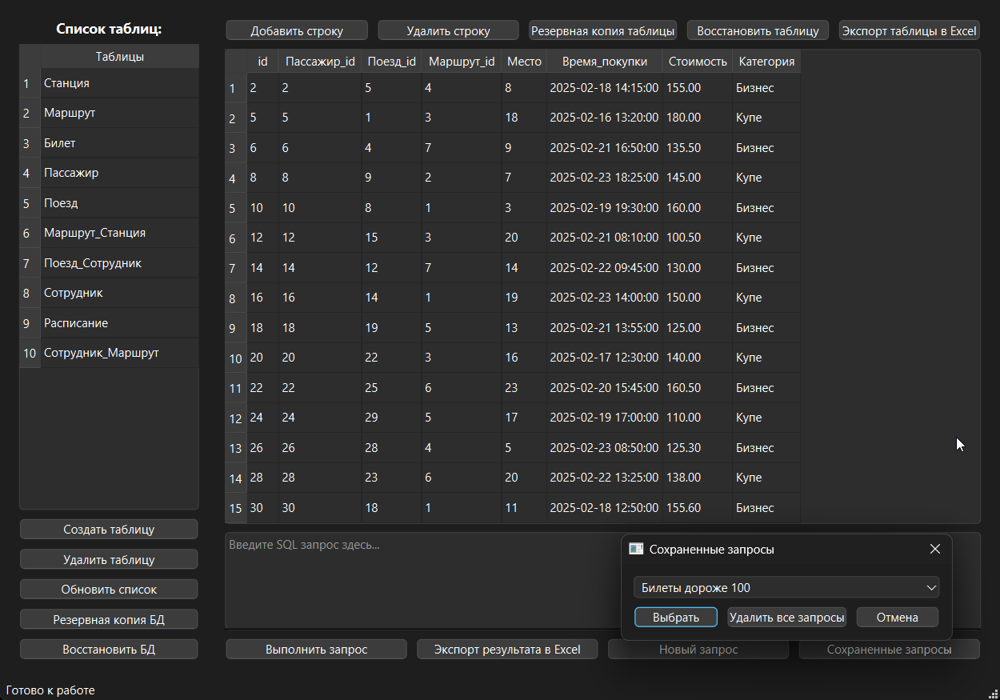 Список таблиц:
Таблицы
1 Станция
2 Маршрут
3 Билет
4 Пассажир
5 Поезд
6 Маршрут_Станция
7 Поезд_Сотрудник
8 Сотрудник
9 Расписание
10 Сотрудник_Маршрут
Создать таблицу
Удалить таблицу
Обновить список
Резервная копия БД
Восстановить БД
Добавить строку Удалить строку Резервная копия таблицы Восстановить таблицу Экспорт таблицы в Excel
id Пассажир_id Поезд_id Маршрут_id Место Время_покупки Стоимость Категория
1 2 2 5 4 8 2025-02-18 14:15:00 155.00 Бизнес
2 5 5 1 3 18 2025-02-16 13:20:00 180.00 Купе
3 6 6 4 7 9 2025-02-21 16:50:00 135.50 Бизнес
4 8 8 9 2 7 2025-02-23 18:25:00 145.00 Купе
5 10 10 8 1 3 2025-02-19 19:30:00 160.00 Бизнес
6 12 12 15 3 20 2025-02-21 08:10:00 100.50 Купе
7 14 14 12 7 14 2025-02-22 09:45:00 130.00 Бизнес
8 16 16 14 1 19 2025-02-23 14:00:00 150.00 Купе
9 18 18 19 5 13 2025-02-21 13:55:00 125.00 Бизнес
10 20 20 22 3 16 2025-02-17 12:30:00 140.00 Купе
11 22 22 25 6 23 2025-02-20 15:45:00 160.50 Бизнес
12 24 24 29 5 17 2025-02-19 17:00:00 110.00 Купе
13 26 26 28 4 5 2025-02-23 08:50:00 125.30 Бизнес
14 28 28 23 6 20 2025-02-22 13:25:00 138.00 Купе
15 30 30 18 1 11 2025-02-18 12:50:00 155.60 Бизнес
Введите SQL запрос здесь...
Сохраненные запросы
Билеты дороже 100
Выбрать Удалить все запросы Отмена
Выполнить запрос Экспорт результата в Excel Новый запрос Сохраненные запросы
Готово к работе